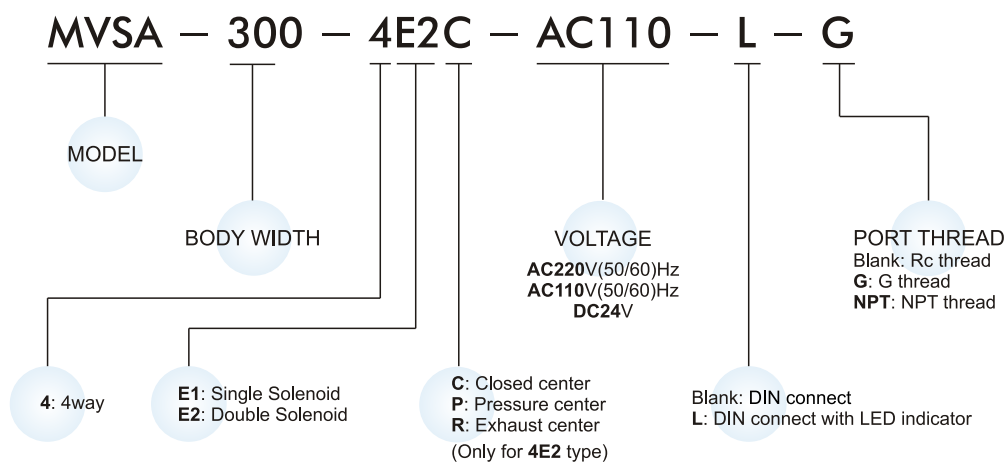 MVSA – 300 – 4E2C – AC110 – L – G
MODEL
BODY WIDTH
VOLTAGE
AC220V(50/60)Hz
AC110V(50/60)Hz
DC24V
PORT THREAD
Blank: Rc thread
G: G thread
NPT: NPT thread
4: 4way
E1: Single Solenoid
E2: Double Solenoid
C: Closed center
P: Pressure center
R: Exhaust center
(Only for 4E2 type)
Blank: DIN connect
L: DIN connect with LED indicator